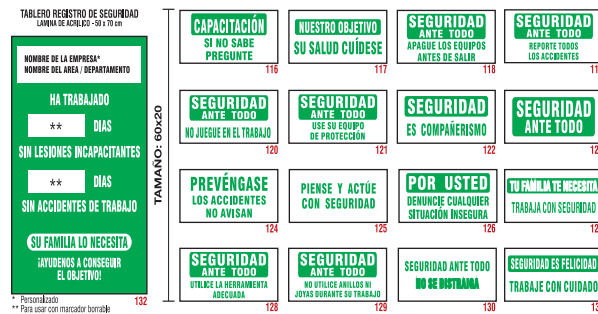 TABLERO REGISTRO DE SEGURIDAD
LAMINA DE ACRILICO - 50 x 70 cm
NOMBRE DE LA EMPRESA*
NOMBRE DEL AREA / DEPARTAMENTO
HA TRABAJADO
** DIAS
SIN LESIONES INCAPACITANTES
** DIAS
SIN ACCIDENTES DE TRABAJO
SU FAMILIA LO NECESITA
¡AYUDENOS A CONSEGUIR
EL OBJETIVO!
* Personalizado
132
** Para usar con marcador borrable
TAMAÑO: 60x20
CAPACITACIÓN
SI NO SABE
PREGUNTE
116
NUESTRO OBJETIVO
SU SALUD CUÍDESE
117
SEGURIDAD
ANTE TODO
APAGUE LOS EQUIPOS
ANTES DE SALIR
118
SEGURIDAD
ANTE TODO
REPORTE TODOS
LOS ACCIDENTES
SEGURIDAD
ANTE TODO
NO JUEGUE EN EL TRABAJO
120
SEGURIDAD
ANTE TODO
USE SU EQUIPO
DE PROTECCIÓN
121
SEGURIDAD
ES COMPAÑERISMO
122
SEGURIDAD
ANTE TODO
PREVÉNGASE
LOS ACCIDENTES
NO AVISAN
124
PIENSE Y ACTÚE
CON SEGURIDAD
125
POR USTED
DENUNCIE CUALQUIER
SITUACIÓN INSEGURA
126
TU FAMILIA TE NECESITA
TRABAJA CON SEGURIDAD
SEGURIDAD
ANTE TODO
UTILICE LA HERRAMIENTA
ADECUADA
128
SEGURIDAD
ANTE TODO
NO UTILICE ANILLOS NI
JOYAS DURANTE SU TRABAJO
129
SEGURIDAD ANTE TODO
NO SE DISTRAIGA
130
SEGURIDAD ES FELICIDAD
TRABAJE CON CUIDADO